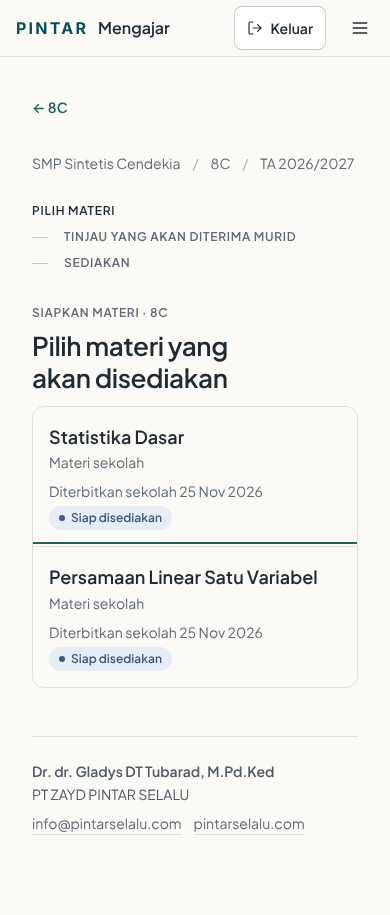 PINTAR Mengajar
Keluar
← 8C
SMP Sintetis Cendekia / 8C / TA 2026/2027
PILIH MATERI
— TINJAU YANG AKAN DITERIMA MURID
— SEDIAKAN
SIAPKAN MATERI · 8C
Pilih materi yang
akan disediakan
Statistika Dasar
Materi sekolah
Diterbitkan sekolah 25 Nov 2026
Siap disediakan
Persamaan Linear Satu Variabel
Materi sekolah
Diterbitkan sekolah 25 Nov 2026
Siap disediakan
Dr. dr. Gladys DT Tubarad, M.Pd.Ked
PT ZAYD PINTAR SELALU
info@pintarselalu.com pintarselalu.com